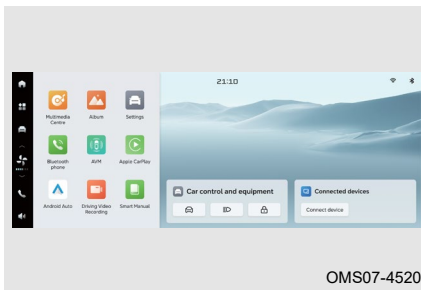 21:10
Multimedia
Centre
Album
Settings
Bluetooth
phone
AVM
Apple CarPlay
Android Auto
Driving Video
Recording
Smart Manual
Car control and equipment
Connected devices
Connect device
OMS07-4520